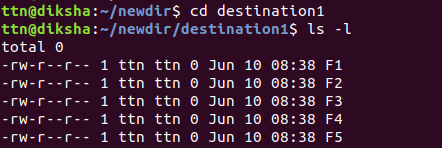 ttn@diksha:~/newdir$ cd destination1
ttn@diksha:~/newdir/destination1$ ls -l
total 0
-rw-r--r-- 1 ttn ttn 0 Jun 10 08:38 F1
-rw-r--r-- 1 ttn ttn 0 Jun 10 08:38 F2
-rw-r--r-- 1 ttn ttn 0 Jun 10 08:38 F3
-rw-r--r-- 1 ttn ttn 0 Jun 10 08:38 F4
-rw-r--r-- 1 ttn ttn 0 Jun 10 08:38 F5